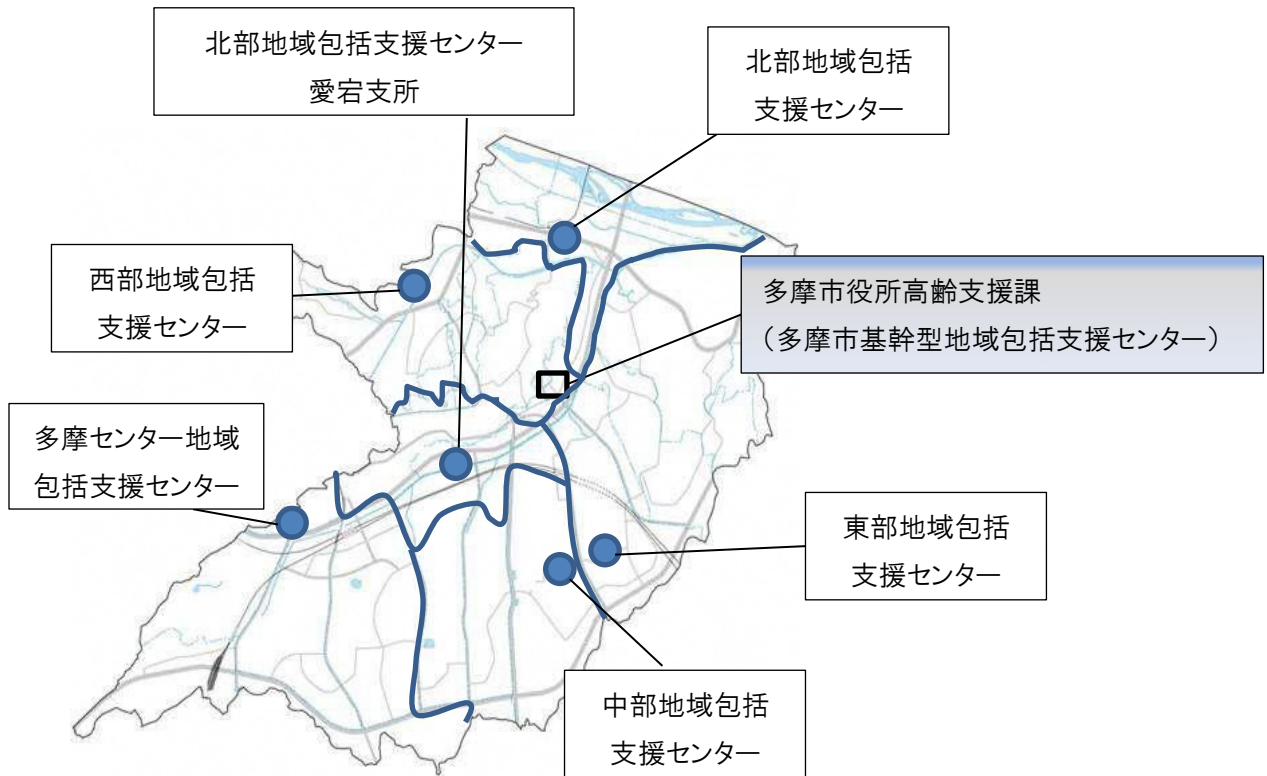 北部地域包括支援センター
愛宕支所
北部地域包括
支援センター
西部地域包括
支援センター
多摩市役所高齢支援課
（多摩市基幹型地域包括支援センター）
多摩センター地域
包括支援センター
東部地域包括
支援センター
中部地域包括
支援センター